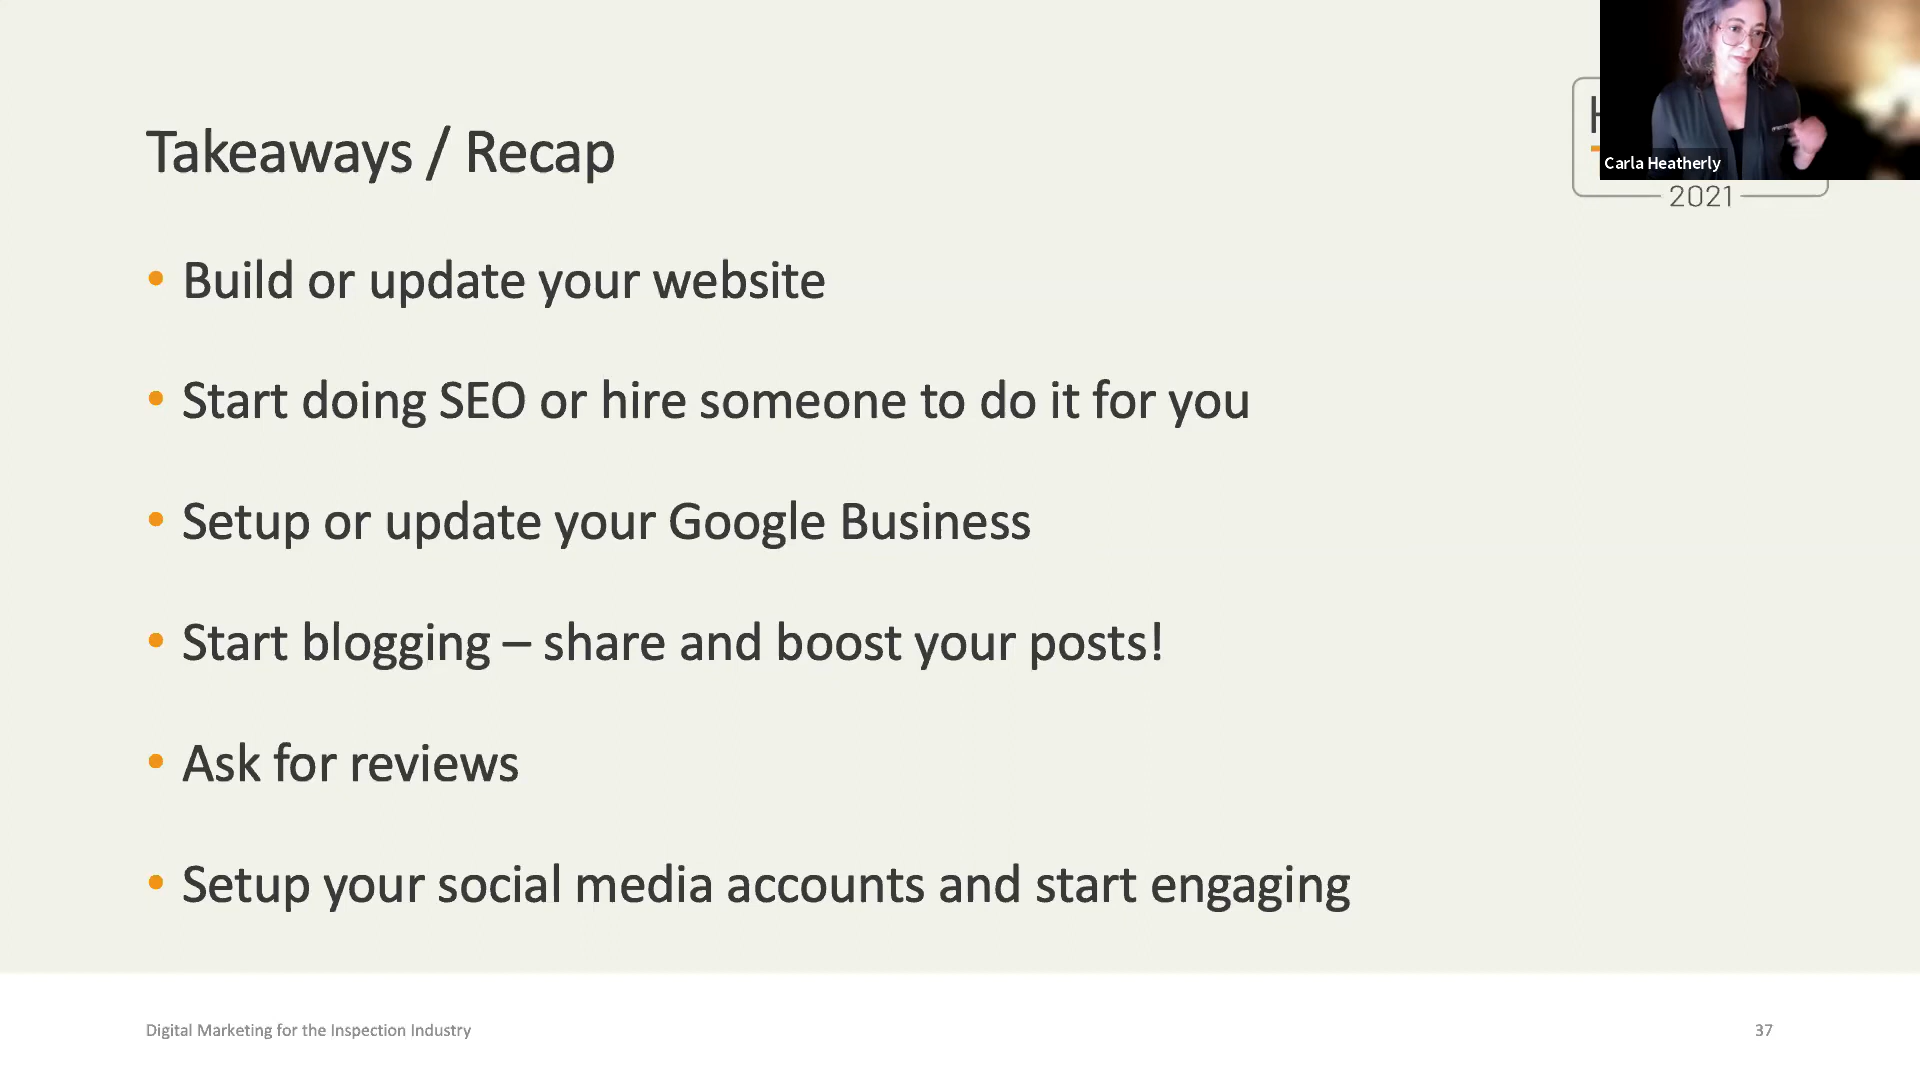 Takeaways / Recap
Carla Heatherly
2021
• Build or update your website
• Start doing SEO or hire someone to do it for you
• Setup or update your Google Business
• Start blogging – share and boost your posts!
• Ask for reviews
• Setup your social media accounts and start engaging
Digital Marketing for the Inspection Industry
37